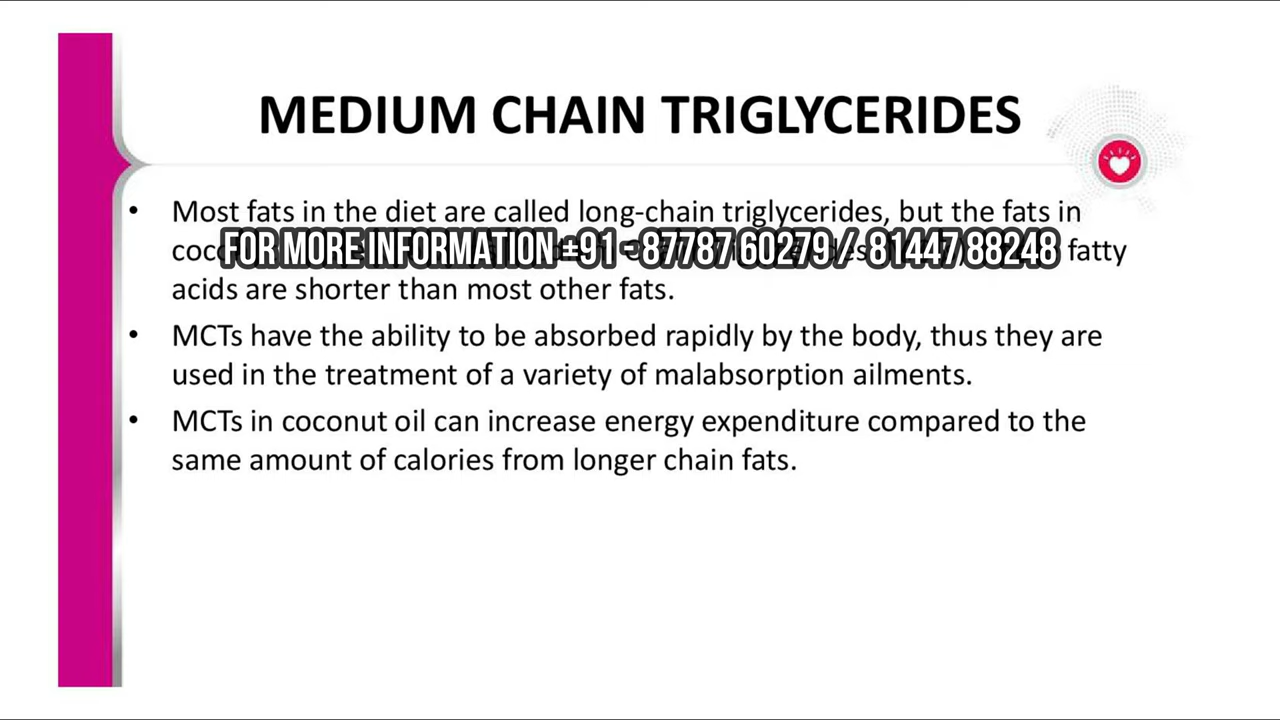 MEDIUM CHAIN TRIGLYCERIDES
• Most fats in the diet are called long-chain triglycerides, but the fats in
fatty
FOR MORE INFORMATION ±91 - 87787 60279 / 81447 88248
acids are shorter than most other fats.
• MCTs have the ability to be absorbed rapidly by the body, thus they are
used in the treatment of a variety of malabsorption ailments.
• MCTs in coconut oil can increase energy expenditure compared to the
same amount of calories from longer chain fats.